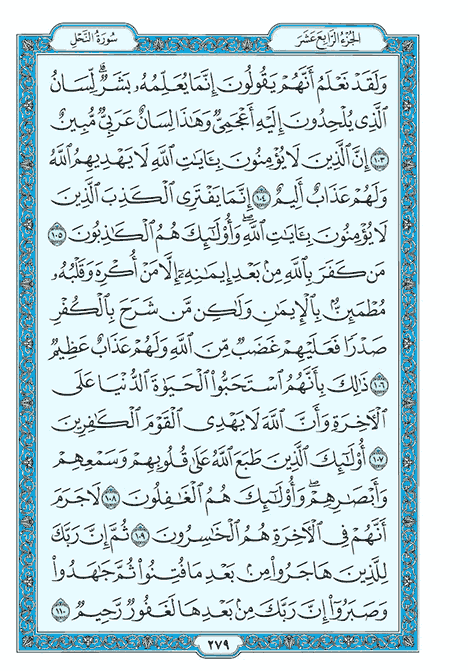 الجزء الرابع عشر
سورة النحل
وَلَقَدْ نَعْلَمُ أَنَّهُمْ يَقُولُونَ إِنَّمَا يُعَلِّمُهُۥ بَشَرٌ ۗ لِّسَانُ
ٱلَّذِى يُلْحِدُونَ إِلَيْهِ أَعْجَمِىٌّ وَهَـٰذَا لِسَانٌ عَرَبِىٌّ مُّبِينٌ
١٠٣ إِنَّ ٱلَّذِينَ لَا يُؤْمِنُونَ بِـَٔايَـٰتِ ٱللَّهِ لَا يَهْدِيهِمُ ٱللَّهُ
وَلَهُمْ عَذَابٌ أَلِيمٌ ١٠٤ إِنَّمَا يَفْتَرِى ٱلْكَذِبَ ٱلَّذِينَ
لَا يُؤْمِنُونَ بِـَٔايَـٰتِ ٱللَّهِ ۖ وَأُو۟لَـٰٓئِكَ هُمُ ٱلْكَـٰذِبُونَ ١٠٥
مَن كَفَرَ بِٱللَّهِ مِنۢ بَعْدِ إِيمَـٰنِهِۦٓ إِلَّا مَنْ أُكْرِهَ وَقَلْبُهُۥ
مُطْمَئِنٌّۢ بِٱلْإِيمَـٰنِ وَلَـٰكِن مَّن شَرَحَ بِٱلْكُفْرِ
صَدْرًا فَعَلَيْهِمْ غَضَبٌ مِّنَ ٱللَّهِ وَلَهُمْ عَذَابٌ عَظِيمٌ
١٠٦ ذَٰلِكَ بِأَنَّهُمُ ٱسْتَحَبُّوا۟ ٱلْحَيَوٰةَ ٱلدُّنْيَا عَلَى
ٱلْـَٔاخِرَةِ وَأَنَّ ٱللَّهَ لَا يَهْدِى ٱلْقَوْمَ ٱلْكَـٰفِرِينَ
١٠٧ أُو۟لَـٰٓئِكَ ٱلَّذِينَ طَبَعَ ٱللَّهُ عَلَىٰ قُلُوبِهِمْ وَسَمْعِهِمْ
وَأَبْصَـٰرِهِمْ ۖ وَأُو۟لَـٰٓئِكَ هُمُ ٱلْغَـٰفِلُونَ ١٠٨ لَا جَرَمَ
أَنَّهُمْ فِى ٱلْـَٔاخِرَةِ هُمُ ٱلْخَـٰسِرُونَ ١٠٩ ثُمَّ إِنَّ رَبَّكَ
لِلَّذِينَ هَاجَرُوا۟ مِنۢ بَعْدِ مَا فُتِنُوا۟ ثُمَّ جَـٰهَدُوا۟
وَصَبَرُوٓا۟ إِنَّ رَبَّكَ مِنۢ بَعْدِهَا لَغَفُورٌ رَّحِيمٌ ١١٠
٢٧٩